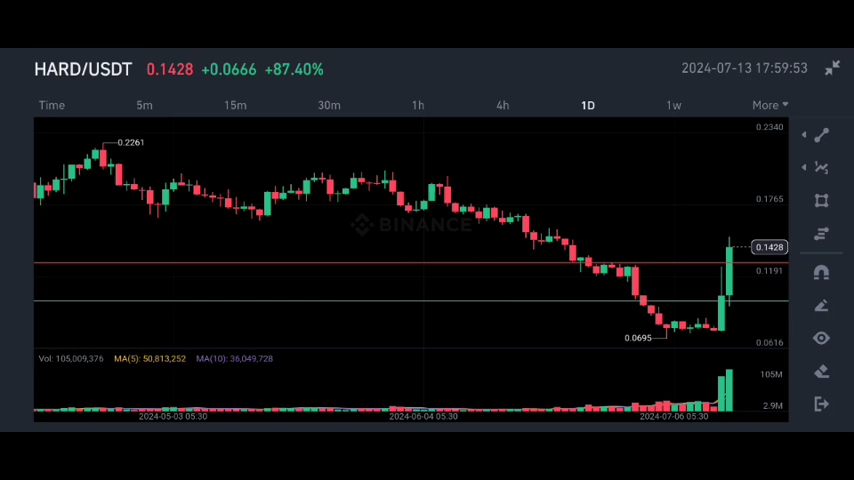 HARD/USDT 0.1428 +0.0666 +87.40% 2024-07-13 17:59:53
Time 5m 15m 30m 1h 4h 1D 1w More
0.2340
0.2261
0.1765
BINANCE
0.1428
0.1191
0.0695
0.0616
Vol: 105,009,376 MA(5): 50,813,252 MA(10): 36,049,728
105M
2.9M
2024-05-03 05:30 2024-06-04 05:30 2024-07-06 05:30